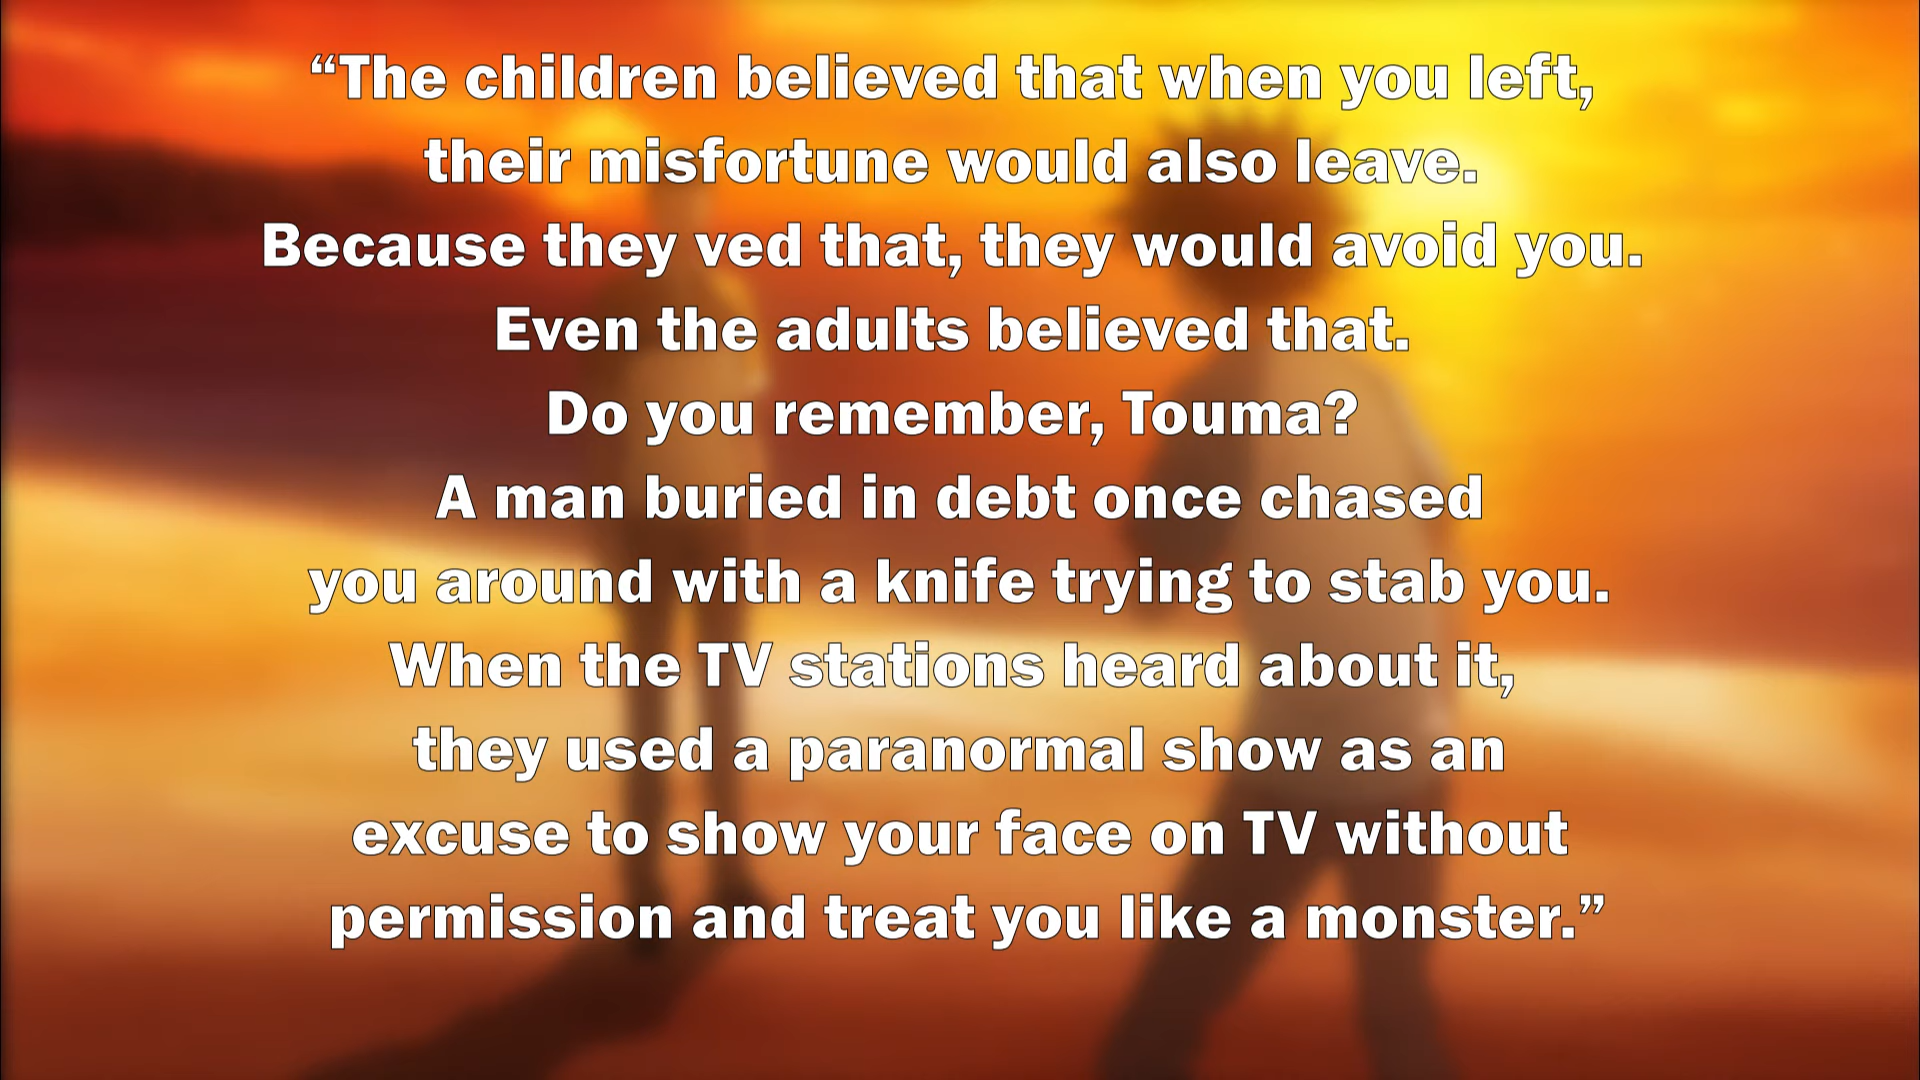 “The children believed that when you left,
their misfortune would also leave.
Because they ved that, they would avoid you.
Even the adults believed that.
Do you remember, Touma?
A man buried in debt once chased
you around with a knife trying to stab you.
When the TV stations heard about it,
they used a paranormal show as an
excuse to show your face on TV without
permission and treat you like a monster.”